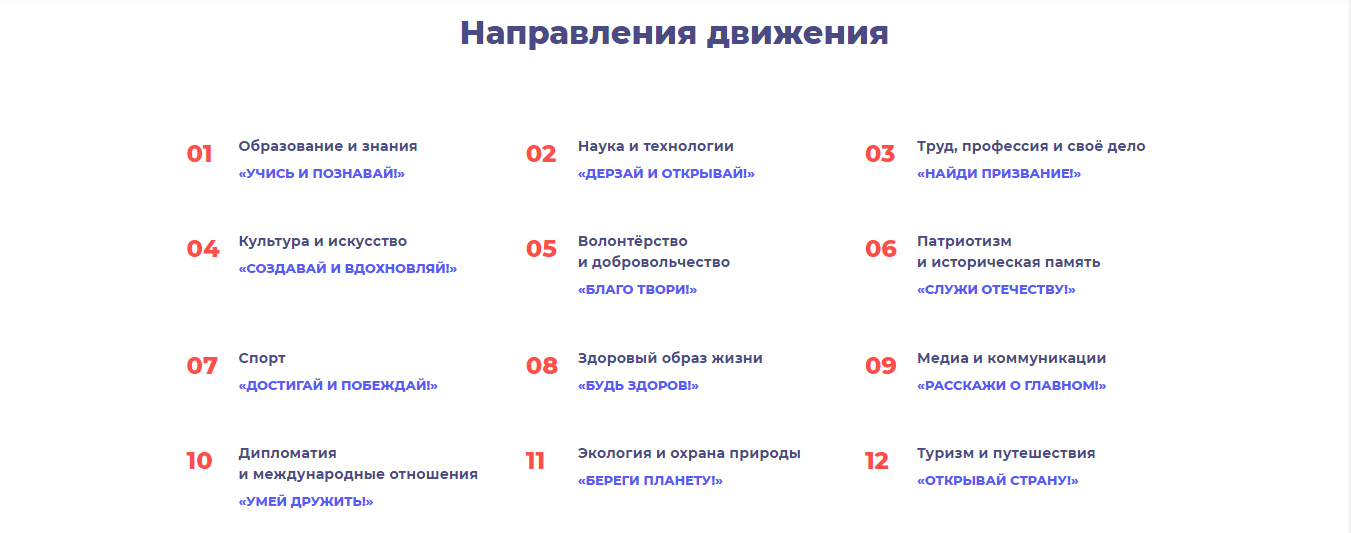 Направления движения
01
Образование и знания
«УЧИСЬ И ПОЗНАВАЙ!»
02
Наука и технологии
«ДЕРЗАЙ И ОТКРЫВАЙ!»
03
Труд, профессия и своё дело
«НАЙДИ ПРИЗВАНИЕ!»
04
Культура и искусство
«СОЗДАВАЙ И ВДОХНОВЛЯЙ!»
05
Волонтёрство
и добровольчество
«БЛАГО ТВОРИ!»
06
Патриотизм
и историческая память
«СЛУЖИ ОТЕЧЕСТВУ!»
07
Спорт
«ДОСТИГАЙ И ПОБЕЖДАЙ!»
08
Здоровый образ жизни
«БУДЬ ЗДОРОВ!»
09
Медиа и коммуникации
«РАССКАЖИ О ГЛАВНОМ!»
10
Дипломатия
и международные отношения
«УМЕЙ ДРУЖИТЬ!»
11
Экология и охрана природы
«БЕРЕГИ ПЛАНЕТУ!»
12
Туризм и путешествия
«ОТКРЫВАЙ СТРАНУ!»